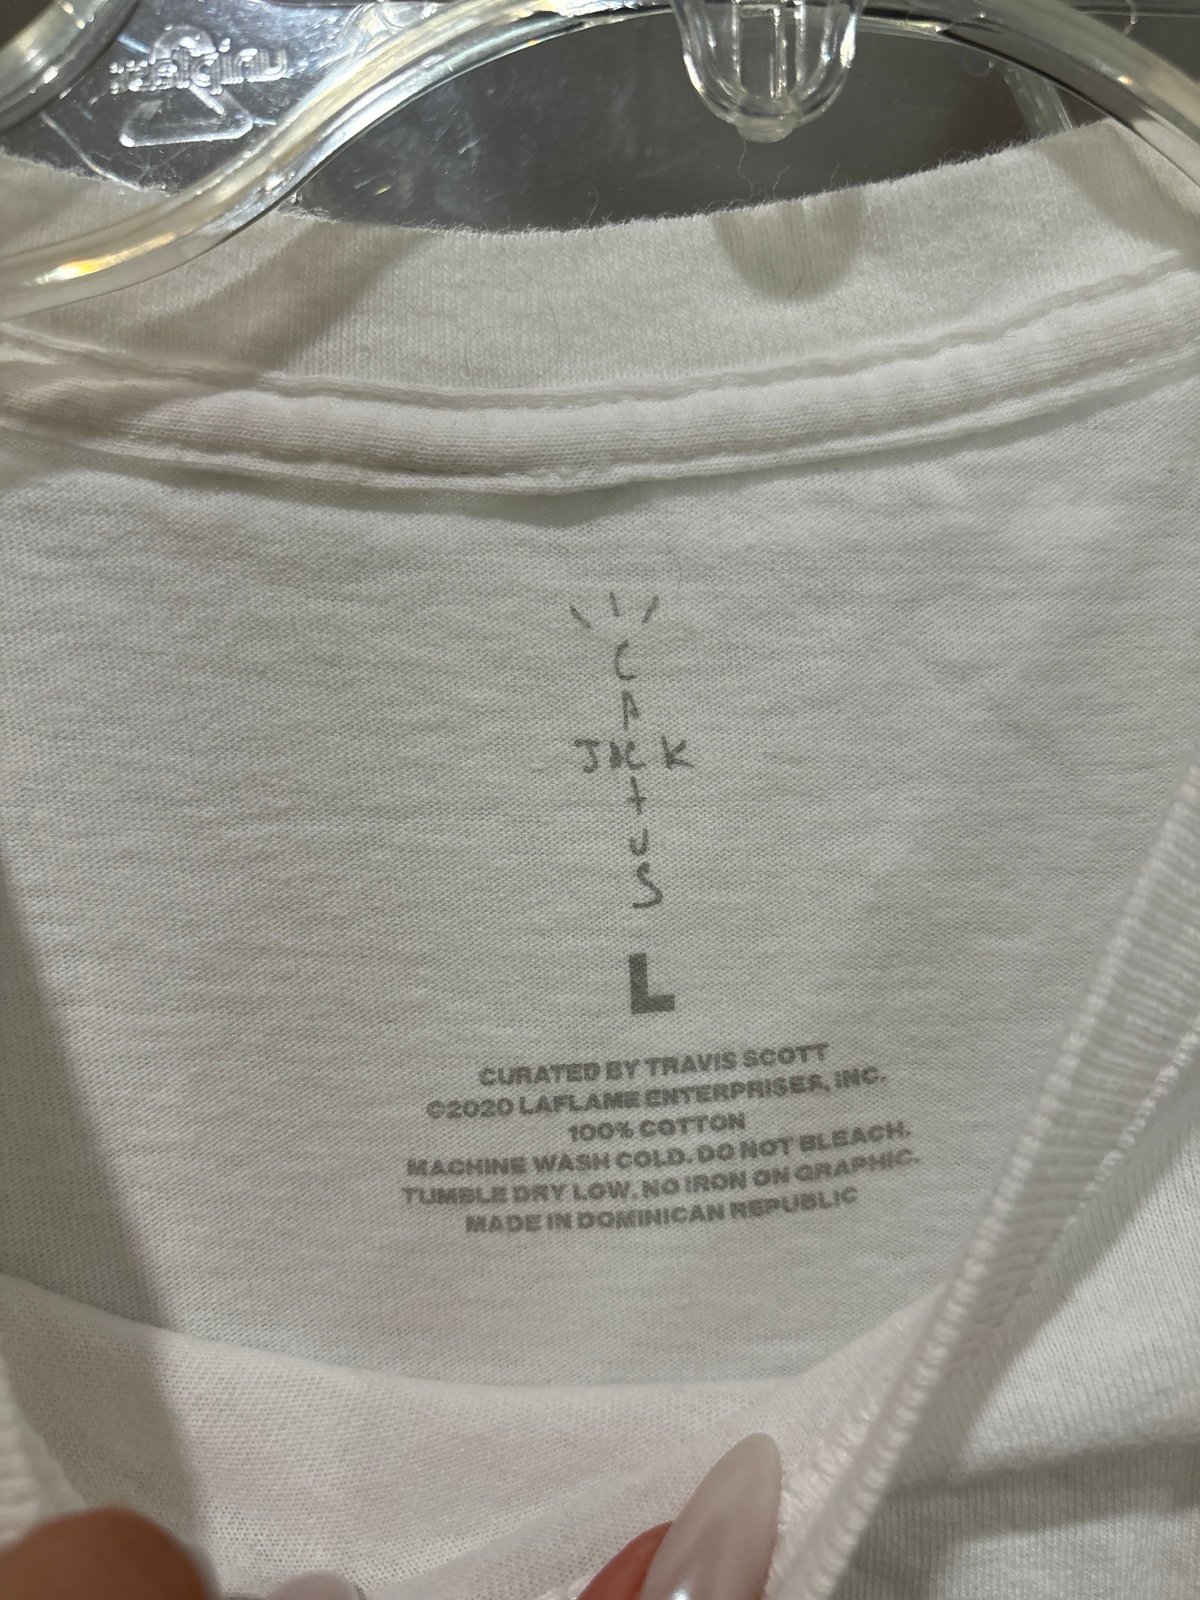 CACTUS
JACK
L
CURATED BY TRAVIS SCOTT
©2020 LAFLAME ENTERPRISES, INC.
100% COTTON
MACHINE WASH COLD. DO NOT BLEACH.
TUMBLE DRY LOW. NO IRON ON GRAPHIC.
MADE IN DOMINICAN REPUBLIC